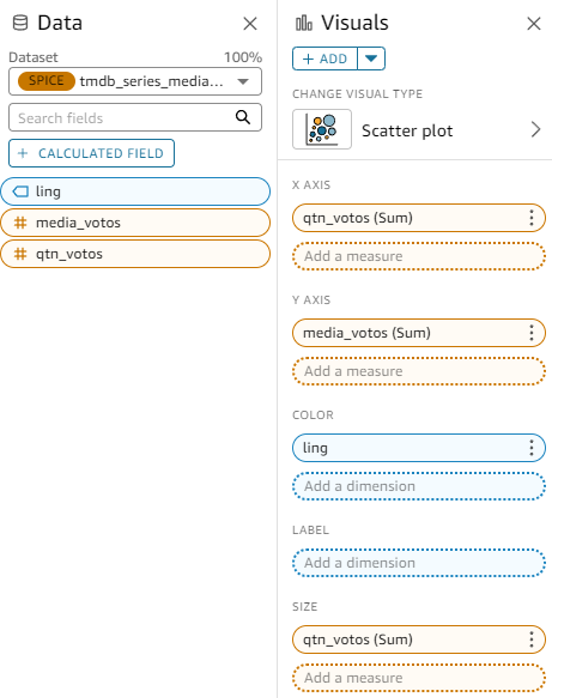 Data
Dataset
100%
SPICE tmdb_series_media...
Search fields
+ CALCULATED FIELD
ling
# media_votos
# qtn_votos
Visuals
+ ADD
CHANGE VISUAL TYPE
Scatter plot
X AXIS
qtn_votos (Sum)
Add a measure
Y AXIS
media_votos (Sum)
Add a measure
COLOR
ling
Add a dimension
LABEL
Add a dimension
SIZE
qtn_votos (Sum)
Add a measure